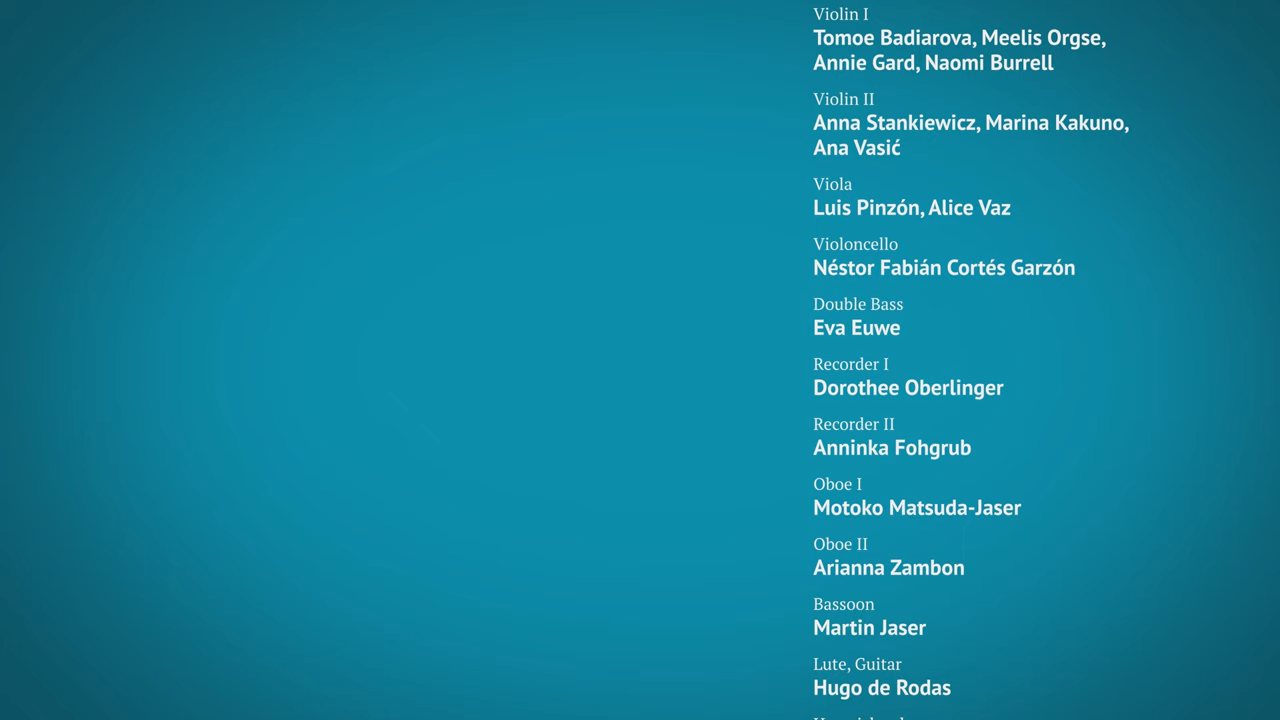 Violin I
Tomoe Badiarova, Meelis Orgse,
Annie Gard, Naomi Burrell
Violin II
Anna Stankiewicz, Marina Kakuno,
Ana Vasić
Viola
Luis Pinzón, Alice Vaz
Violoncello
Néstor Fabián Cortés Garzón
Double Bass
Eva Euwe
Recorder I
Dorothee Oberlinger
Recorder II
Anninka Fohgrub
Oboe I
Motoko Matsuda-Jaser
Oboe II
Arianna Zambon
Bassoon
Martin Jaser
Lute, Guitar
Hugo de Rodas